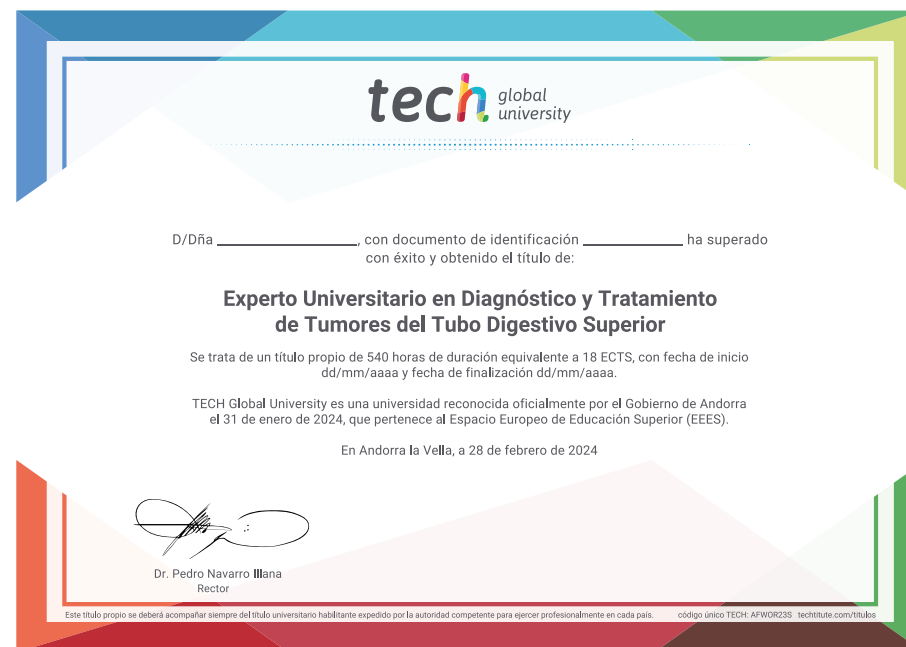 tech global university
D/Dña ____________________, con documento de identificación ______________ ha superado
con éxito y obtenido el título de:
Experto Universitario en Diagnóstico y Tratamiento
de Tumores del Tubo Digestivo Superior
Se trata de un título propio de 540 horas de duración equivalente a 18 ECTS, con fecha de inicio
dd/mm/aaaa y fecha de finalización dd/mm/aaaa.
TECH Global University es una universidad reconocida oficialmente por el Gobierno de Andorra
el 31 de enero de 2024, que pertenece al Espacio Europeo de Educación Superior (EEES).
En Andorra la Vella, a 28 de febrero de 2024
Dr. Pedro Navarro Illana
Rector
Este título propio se deberá acompañar siempre del título universitario habilitante expedido por la autoridad competente para ejercer profesionalmente en cada país. código único TECH: AFWOR23S techtitute.com/titulos